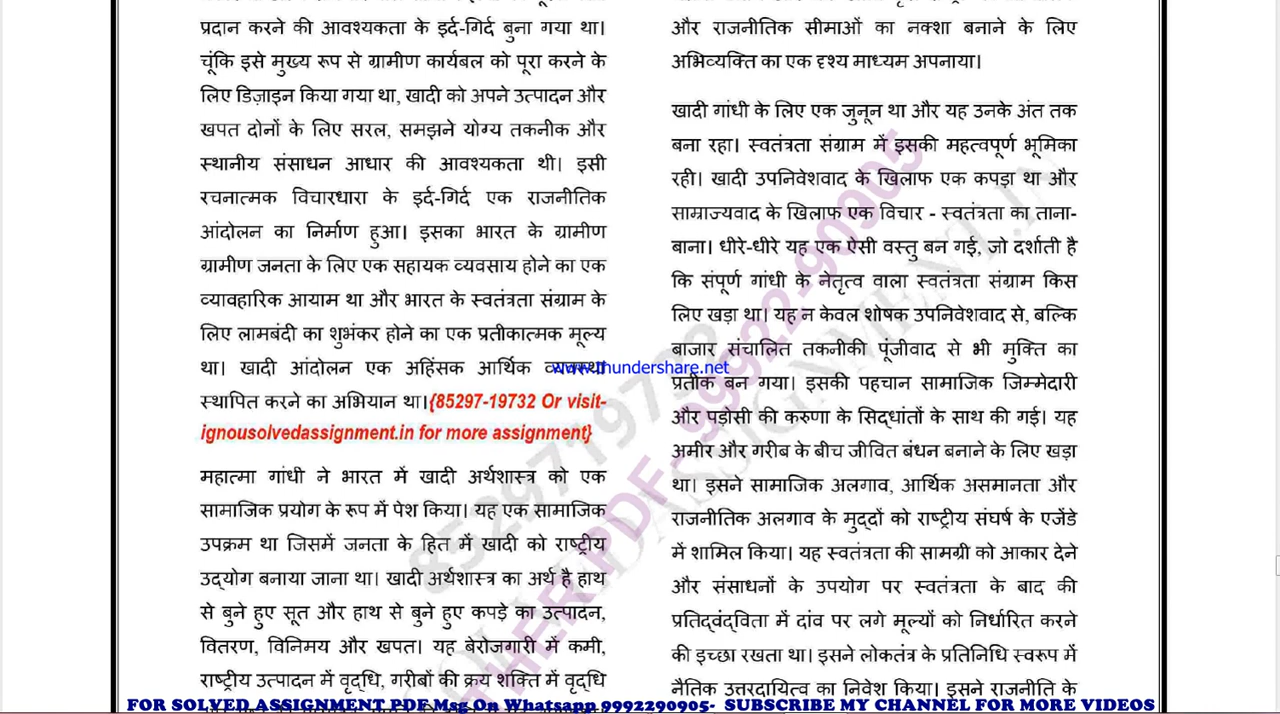 प्रदान करने की आवश्यकता के इर्द-गिर्द बुना गया था।
चूंकि इसे मुख्य रूप से ग्रामीण कार्यबल को पूरा करने के
लिए डिज़ाइन किया गया था, खादी को अपने उत्पादन और
खपत दोनों के लिए सरल, समझने योग्य तकनीक और
स्थानीय संसाधन आधार की आवश्यकता थी। इसी
रचनात्मक विचारधारा के इर्द-गिर्द एक राजनीतिक
आंदोलन का निर्माण हुआ। इसका भारत के ग्रामीण
ग्रामीण जनता के लिए एक सहायक व्यवसाय होने का एक
व्यावहारिक आयाम था और भारत के स्वतंत्रता संग्राम के
लिए लामबंदी का शुभंकर होने का एक प्रतीकात्मक मूल्य
था। खादी आंदोलन एक अहिंसक आर्थिक व्यवस्था
www.thundershare.net
स्थापित करने का अभियान था।{85297-19732 Or visit-
ignousolvedassignment.in for more assignment}
महात्मा गांधी ने भारत में खादी अर्थशास्त्र को एक
सामाजिक प्रयोग के रूप में पेश किया। यह एक सामाजिक
उपक्रम था जिसमें जनता के हित में खादी को राष्ट्रीय
उद्योग बनाया जाना था। खादी अर्थशास्त्र का अर्थ है हाथ
से बुने हुए सूत और हाथ से बुने हुए कपड़े का उत्पादन,
वितरण, विनिमय और खपत। यह बेरोजगारी में कमी,
राष्ट्रीय उत्पादन में वृद्धि, गरीबों की क्रय शक्ति में वृद्धि
और राजनीतिक सीमाओं का नक्शा बनाने के लिए
अभिव्यक्ति का एक दृश्य माध्यम अपनाया।
खादी गांधी के लिए एक जुनून था और यह उनके अंत तक
बना रहा। स्वतंत्रता संग्राम में इसकी महत्वपूर्ण भूमिका
रही। खादी उपनिवेशवाद के खिलाफ एक कपड़ा था और
साम्राज्यवाद के खिलाफ एक विचार - स्वतंत्रता का ताना-
बाना। धीरे-धीरे यह एक ऐसी वस्तु बन गई, जो दर्शाती है
कि संपूर्ण गांधी के नेतृत्व वाला स्वतंत्रता संग्राम किस
लिए खड़ा था। यह न केवल शोषक उपनिवेशवाद से, बल्कि
बाजार संचालित तकनीकी पूंजीवाद से भी मुक्ति का
प्रतीक बन गया। इसकी पहचान सामाजिक जिम्मेदारी
और पड़ोसी की करुणा के सिद्धांतों के साथ की गई। यह
अमीर और गरीब के बीच जीवित बंधन बनाने के लिए खड़ा
था। इसने सामाजिक अलगाव, आर्थिक असमानता और
राजनीतिक अलगाव के मुद्दों को राष्ट्रीय संघर्ष के एजेंडे
में शामिल किया। यह स्वतंत्रता की सामग्री को आकार देने
और संसाधनों के उपयोग पर स्वतंत्रता के बाद की
प्रतिद्वंद्विता में दांव पर लगे मूल्यों को निर्धारित करने
की इच्छा रखता था। इसने लोकतंत्र के प्रतिनिधि स्वरूप में
नैतिक उत्तरदायित्व का निवेश किया। इसने राजनीति के
8529719732
THER PDF- 99922-90905
FOR SOLVED ASSIGNMENT PDF Msg On Whatsapp 9992290905- SUBSCRIBE MY CHANNEL FOR MORE VIDEOS